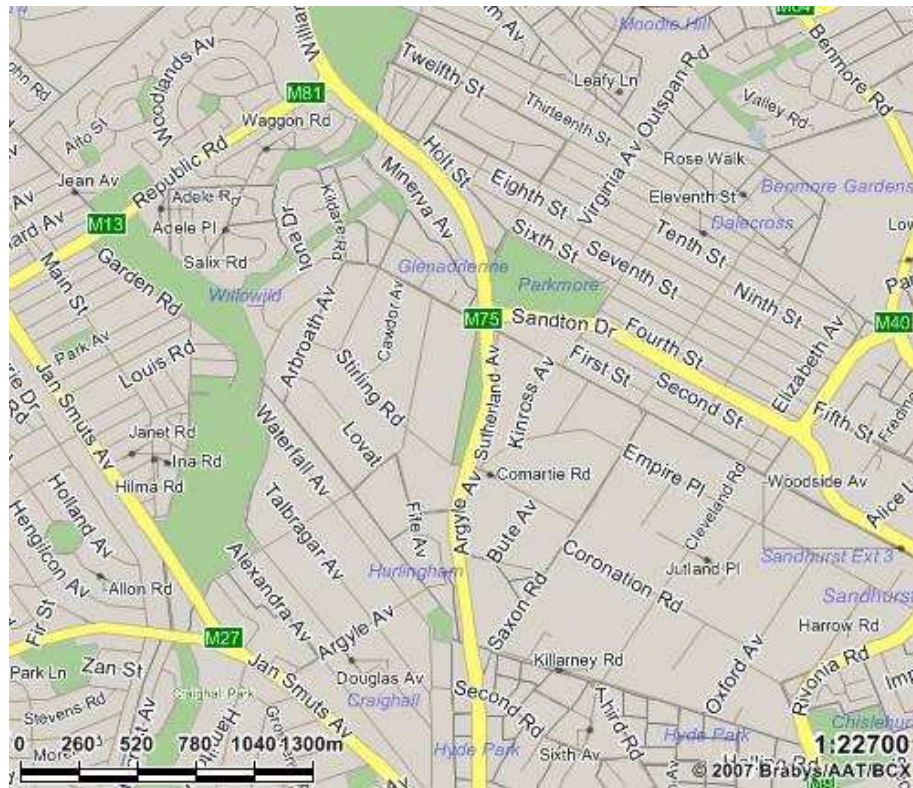 M64
Moodie Hill
Benmore Rd
Twelfth St
Leafy Ln
Woodlands Av
M81
Thirteenth St
Outspan Rd
Valley Rd
Alto St
Waggon Rd
Holt St
Virginia Av
Rose Walk
Jean Av
Republic Rd
Minerva Av
Eighth St
Eleventh St
Benmore Gardens
Adele Rd
Kilgare Rd
M13
Adele Pl
Iona Dr
Sixth St
Tenth St
Dalecross
Main St
Garden Rd
Salix Rd
Glenadrienne
Seventh St
Willowild
Parkmore
Ninth St
Arbroath Av
Cawdor Av
M75
Sandton Dr
Fourth St
Elizabeth Av
M40
Park Av
Louis Rd
Jan Smuts Av
Stirling Rd
Sutherland Av
Kinross Av
First St
Second St
Fifth St
Janet Rd
Ina Rd
Hilma Rd
Waterfall Av
Lovat
Comartie Rd
Empire Pl
Cleveland Rd
Woodside Av
Holland Av
Talbragar Av
Fife Av
Argyle Av
Bute Av
Hengilcon Av
Alexandra Av
Hurlingham
Coronation Rd
Jutland Pl
Sandhurst Ext 3
Allon Rd
Saxon Rd
Sandhurst
Fir St
M27
Argyle Av
Harrow Rd
Park Ln
Zan St
Jan Smuts Av
Douglas Av
Killarney Rd
Oxford Av
Rivonia Rd
Craighall Park
Craighall
Second Rd
Third Rd
Stevens Rd
Hyde Park
Sixth Av
Hyde Park
0 260 520 780 1040 1300m
1:22700
© 2007 Brabys/AAT/BCX
M9